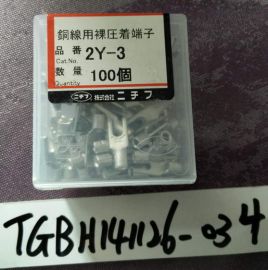 銅線用裸圧着端子
品番 2Y-3
Cat.No.
数量 100個
Quantity
ニチフ 株式会社ニチフ
TGBH141126-034